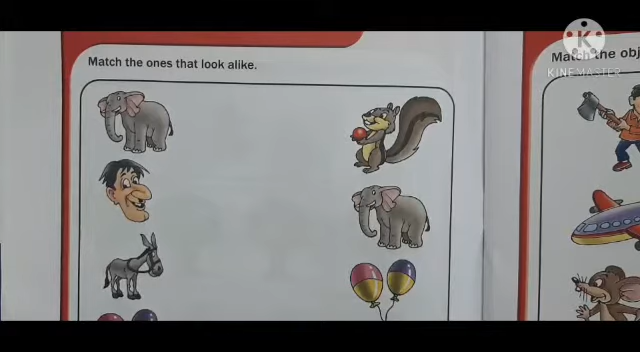 Match the ones that look alike.
Match the obj
K
KINEMASTER